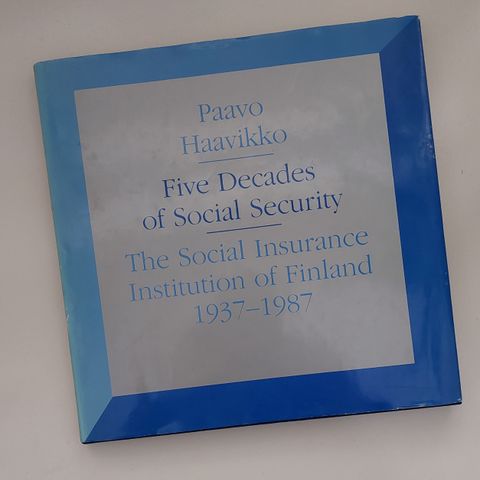 Paavo
Haavikko
Five Decades
of Social Security
The Social Insurance
Institution of Finland
1937–1987